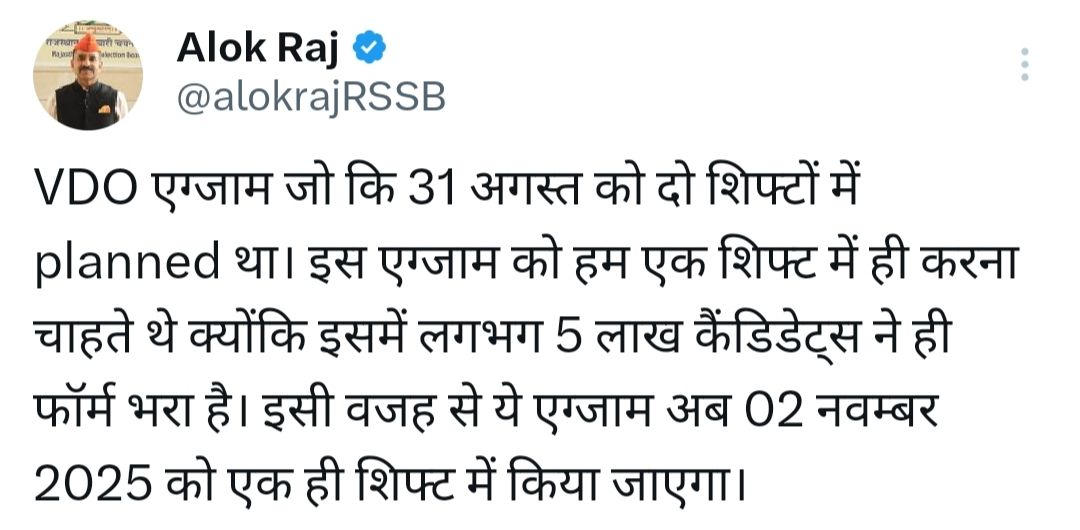 Alok Raj
@alokrajRSSB
VDO एग्जाम जो कि 31 अगस्त को दो शिफ्टों में
planned था। इस एग्जाम को हम एक शिफ्ट में ही करना
चाहते थे क्योंकि इसमें लगभग 5 लाख कैंडिडेट्स ने ही
फॉर्म भरा है। इसी वजह से ये एग्जाम अब 02 नवम्बर
2025 को एक ही शिफ्ट में किया जाएगा।